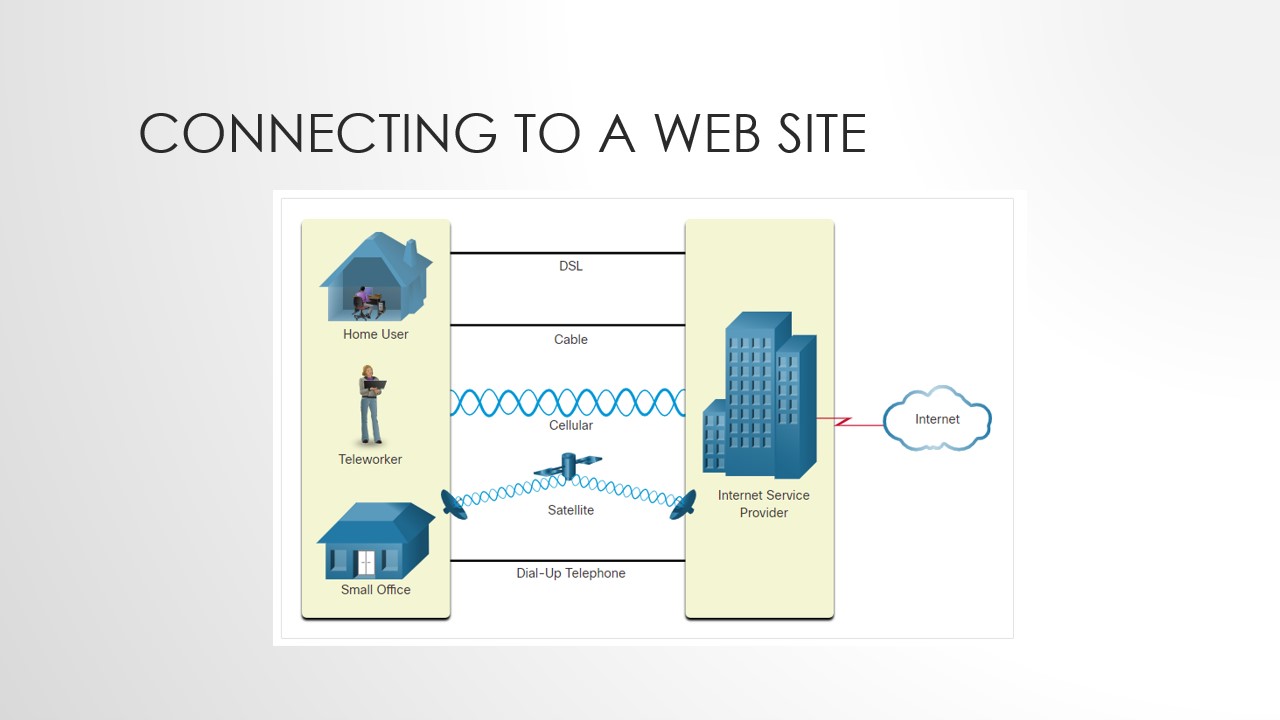 CONNECTING TO A WEB SITE
Home User
Teleworker
Small Office
DSL
Cable
Cellular
Satellite
Dial-Up Telephone
Internet Service
Provider
Internet